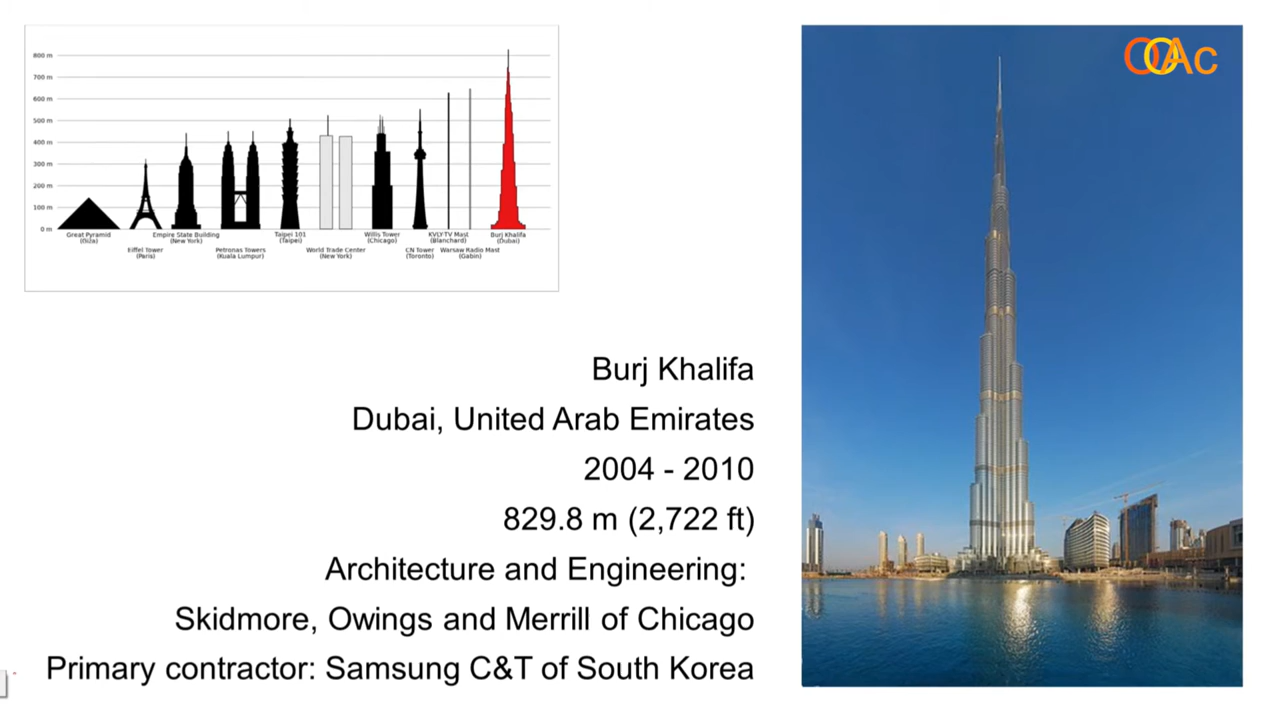 800 m
700 m
600 m
500 m
400 m
300 m
200 m
100 m
0 m
Great Pyramid
(Giza)
Eiffel Tower
(Paris)
Empire State Building
(New York)
Petronas Towers
(Kuala Lumpur)
Taipei 101
(Taipei)
World Trade Center
(New York)
Willis Tower
(Chicago)
CN Tower
(Toronto)
KVLY-TV Mast
(Blanchard)
Warsaw Radio Mast
(Gabin)
Burj Khalifa
(Dubai)
OOAc
Burj Khalifa
Dubai, United Arab Emirates
2004 - 2010
829.8 m (2,722 ft)
Architecture and Engineering:
Skidmore, Owings and Merrill of Chicago
Primary contractor: Samsung C&T of South Korea